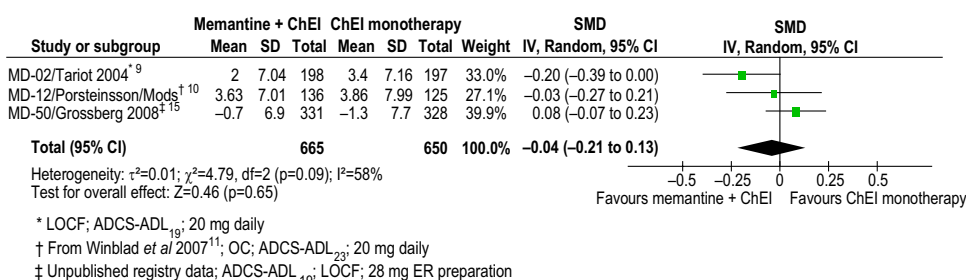 Memantine + ChEI ChEI monotherapy SMD SMD
Study or subgroup Mean SD Total Mean SD Total Weight IV, Random, 95% CI IV, Random, 95% CI
MD-02/Tariot 2004* 9 2 7.04 198 3.4 7.16 197 33.0% –0.20 (–0.39 to 0.00)
MD-12/Porsteinsson/Mods† 10 3.63 7.01 136 3.86 7.99 125 27.1% –0.03 (–0.27 to 0.21)
MD-50/Grossberg 2008‡ 15 –0.7 6.9 331 –1.3 7.7 328 39.9% 0.08 (–0.07 to 0.23)
Total (95% CI) 665 650 100.0% –0.04 (–0.21 to 0.13)
Heterogeneity: τ²=0.01; χ²=4.79, df=2 (p=0.09); I²=58%
Test for overall effect: Z=0.46 (p=0.65)
–0.5 –0.25 0 0.25 0.5
Favours memantine + ChEI Favours ChEI monotherapy
* LOCF; ADCS-ADL19; 20 mg daily
† From Winblad et al 200711; OC; ADCS-ADL23; 20 mg daily
‡ Unpublished registry data; ADCS-ADL19; LOCF; 28 mg ER preparation